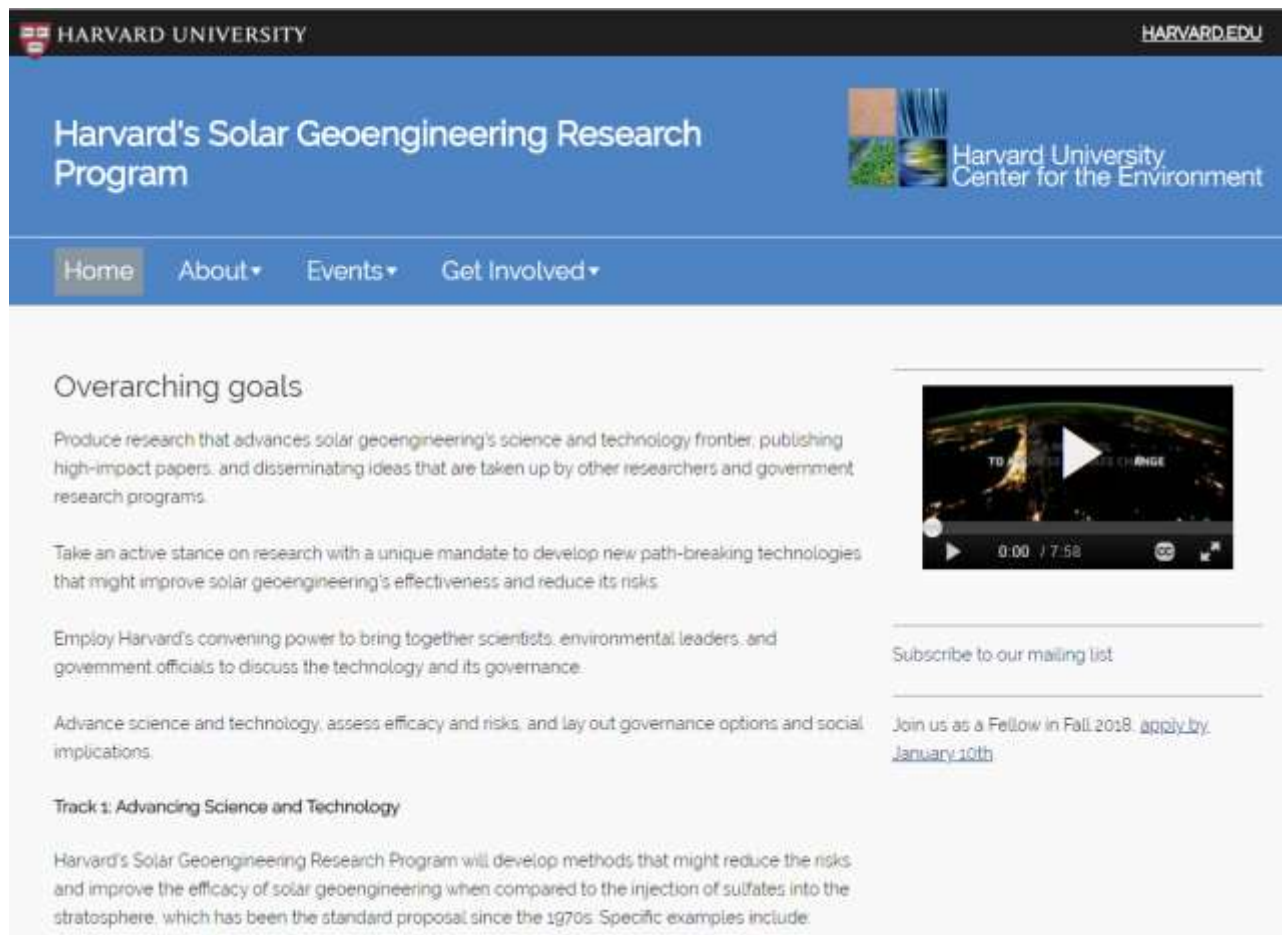 HARVARD UNIVERSITY
HARVARD.EDU
Harvard's Solar Geoengineering Research
Program
Harvard University
Center for the Environment
Home About Events Get Involved
Overarching goals
Produce research that advances solar geoengineering's science and technology frontier, publishing
high-impact papers, and disseminating ideas that are taken up by other researchers and government
research programs.
Take an active stance on research with a unique mandate to develop new path-breaking technologies
that might improve solar geoengineering's effectiveness and reduce its risks.
Employ Harvard's convening power to bring together scientists, environmental leaders, and
government officials to discuss the technology and its governance.
Advance science and technology, assess efficacy and risks, and lay out governance options and social
implications.
Track 1: Advancing Science and Technology
Harvard's Solar Geoengineering Research Program will develop methods that might reduce the risks
and improve the efficacy of solar geoengineering when compared to the injection of sulfates into the
stratosphere, which has been the standard proposal since the 1970s. Specific examples include:
TO CHANGE
0:00 / 7:58
CC
Subscribe to our mailing list
Join us as a Fellow in Fall 2018, apply by
January 10th